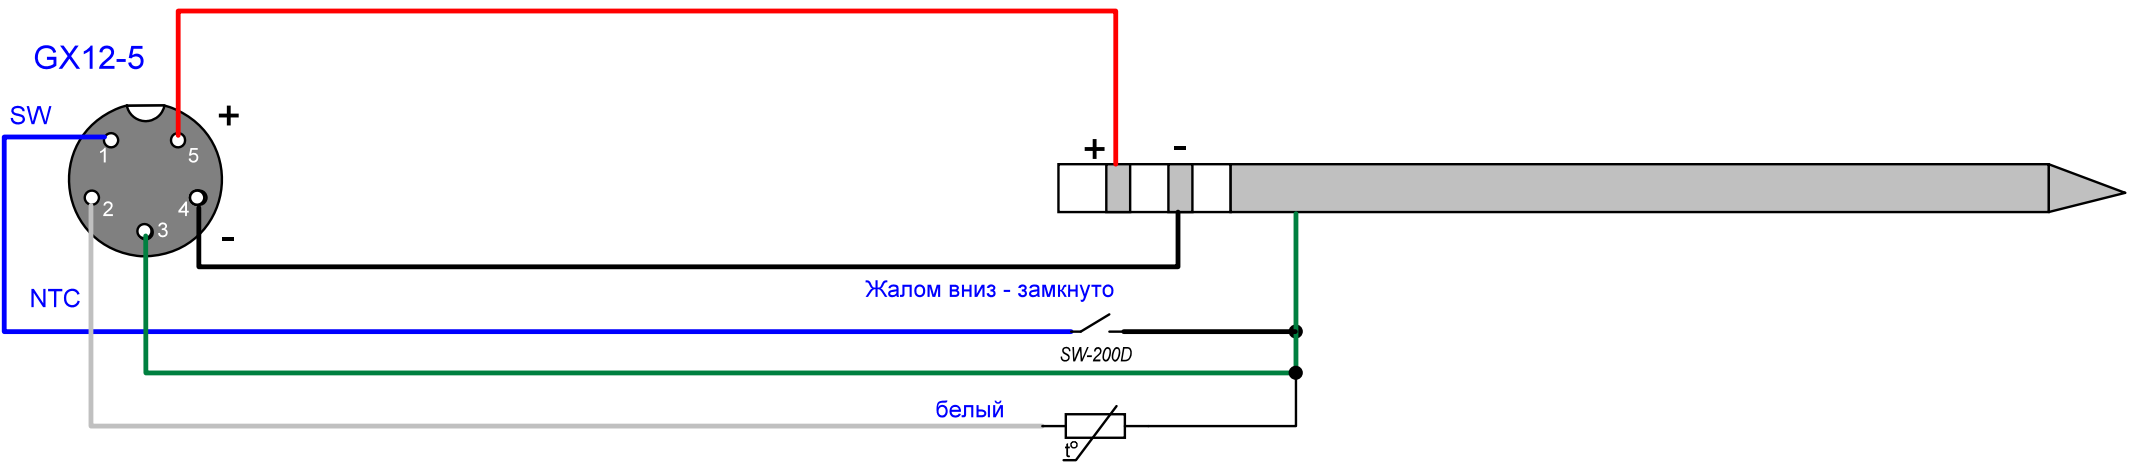 GX12-5
SW
+
1
5
+
-
2
4
3
-
NTC
Жалом вниз - замкнуто
SW-200D
белый
t°